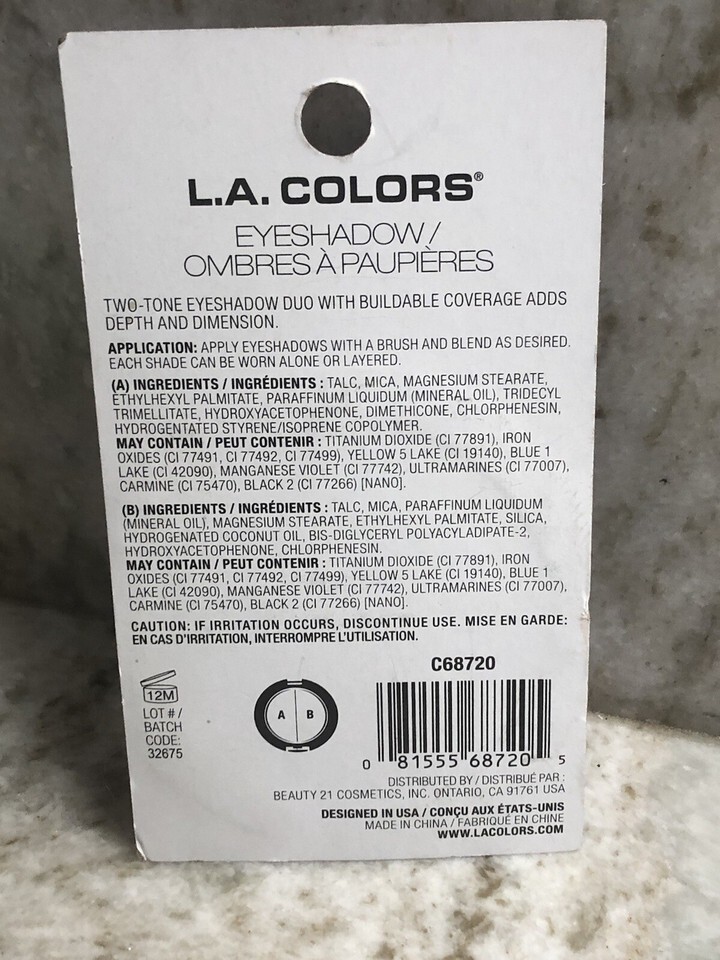 L.A. COLORS®
EYESHADOW/
OMBRES À PAUPIÈRES
TWO-TONE EYESHADOW DUO WITH BUILDABLE COVERAGE ADDS
DEPTH AND DIMENSION.
APPLICATION: APPLY EYESHADOWS WITH A BRUSH AND BLEND AS DESIRED.
EACH SHADE CAN BE WORN ALONE OR LAYERED.
(A) INGREDIENTS / INGRÉDIENTS : TALC, MICA, MAGNESIUM STEARATE,
ETHYLHEXYL PALMITATE, PARAFFINUM LIQUIDUM (MINERAL OIL), TRIDECYL
TRIMELLITATE, HYDROXYACETOPHENONE, DIMETHICONE, CHLORPHENESIN,
HYDROGENTATED STYRENE/ISOPRENE COPOLYMER.
MAY CONTAIN / PEUT CONTENIR : TITANIUM DIOXIDE (CI 77891), IRON
OXIDES (CI 77491, CI 77492, CI 77499), YELLOW 5 LAKE (CI 19140), BLUE 1
LAKE (CI 42090), MANGANESE VIOLET (CI 77742), ULTRAMARINES (CI 77007),
CARMINE (CI 75470), BLACK 2 (CI 77266) [NANO].
(B) INGREDIENTS / INGRÉDIENTS : TALC, MICA, PARAFFINUM LIQUIDUM
(MINERAL OIL), MAGNESIUM STEARATE, ETHYLHEXYL PALMITATE, SILICA,
HYDROGENATED COCONUT OIL, BIS-DIGLYCERYL POLYACYLADIPATE-2,
HYDROXYACETOPHENONE, CHLORPHENESIN.
MAY CONTAIN / PEUT CONTENIR : TITANIUM DIOXIDE (CI 77891), IRON
OXIDES (CI 77491, CI 77492, CI 77499), YELLOW 5 LAKE (CI 19140), BLUE 1
LAKE (CI 42090), MANGANESE VIOLET (CI 77742), ULTRAMARINES (CI 77007),
CARMINE (CI 75470), BLACK 2 (CI 77266) [NANO].
CAUTION: IF IRRITATION OCCURS, DISCONTINUE USE. MISE EN GARDE:
EN CAS D'IRRITATION, INTERROMPRE L'UTILISATION.
12M
LOT # /
BATCH
CODE:
32675
A B
C68720
0 81555 68720 5
DISTRIBUTED BY / DISTRIBUÉ PAR :
BEAUTY 21 COSMETICS, INC. ONTARIO, CA 91761 USA
DESIGNED IN USA / CONÇU AUX ÉTATS-UNIS
MADE IN CHINA / FABRIQUÉ EN CHINE
WWW.LACOLORS.COM